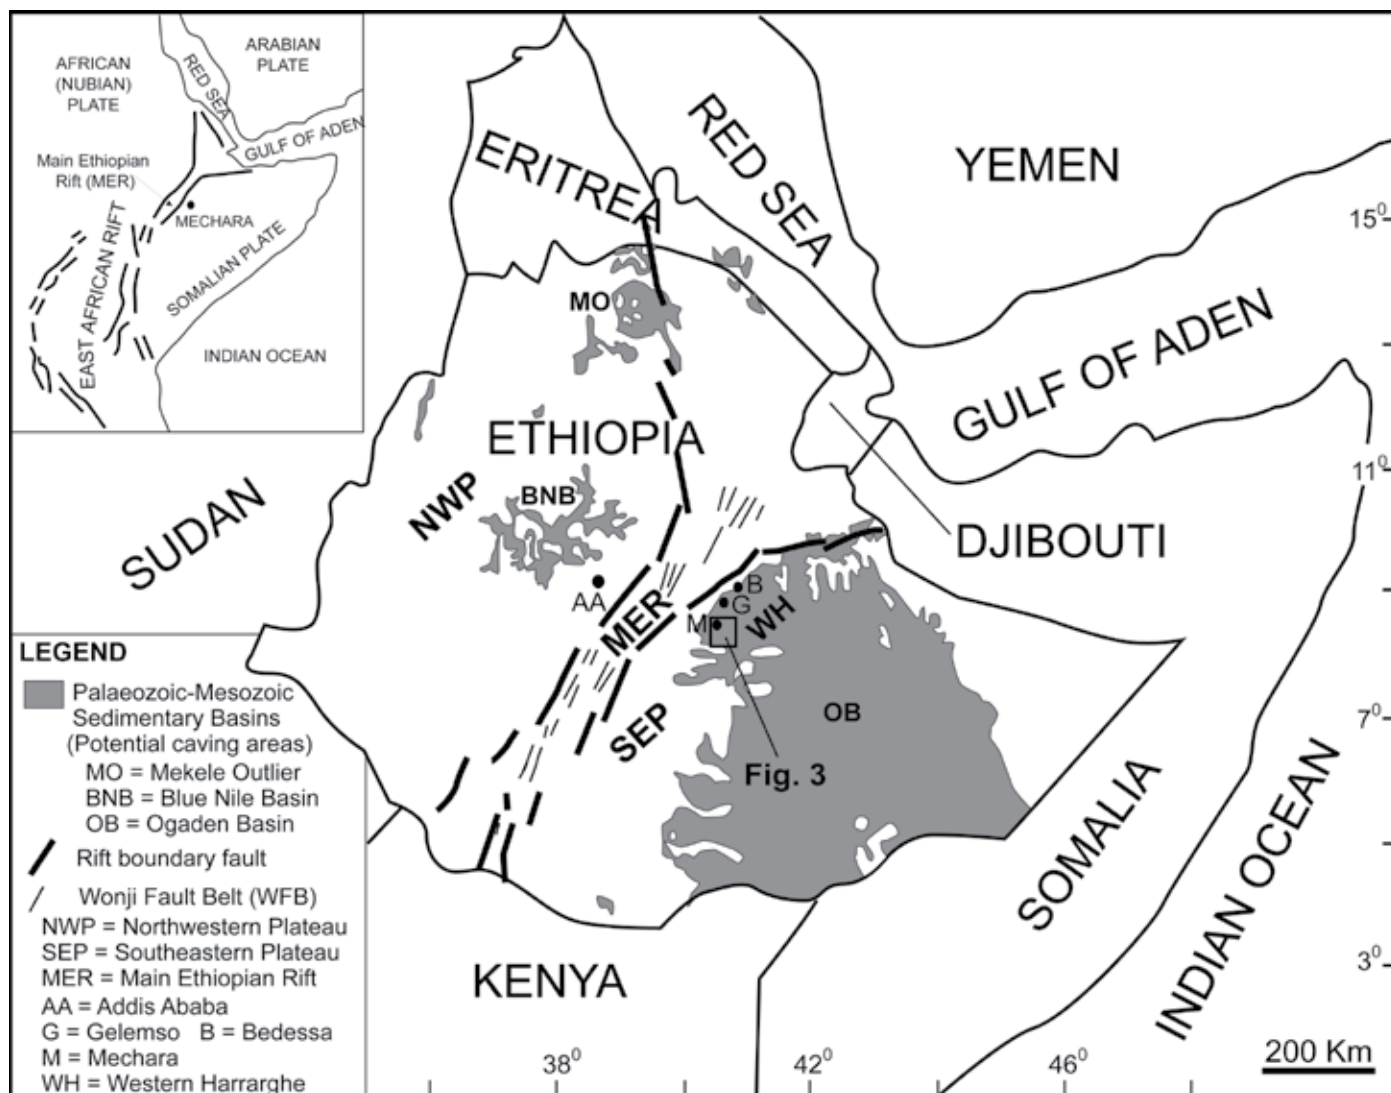 AFRICAN
(NUBIAN)
PLATE
ARABIAN
PLATE
RED SEA
GULF OF ADEN
Main Ethiopian
Rift (MER)
MECHARA
EAST AFRICAN RIFT
SOMALIAN PLATE
INDIAN OCEAN
ERITREA
RED SEA
YEMEN
15⁰
MO
GULF OF ADEN
ETHIOPIA
11⁰
NWP
BNB
SUDAN
DJIBOUTI
AA
MER
B
G
M
WH
SEP
OB
7⁰
Fig. 3
SOMALIA
INDIAN OCEAN
KENYA
3⁰
38⁰
42⁰
46⁰
200 Km
LEGEND
Palaeozoic-Mesozoic
Sedimentary Basins
(Potential caving areas)
MO = Mekele Outlier
BNB = Blue Nile Basin
OB = Ogaden Basin
Rift boundary fault
Wonji Fault Belt (WFB)
NWP = Northwestern Plateau
SEP = Southeastern Plateau
MER = Main Ethiopian Rift
AA = Addis Ababa
G = Gelemso B = Bedessa
M = Mechara
WH = Western Harrarghe